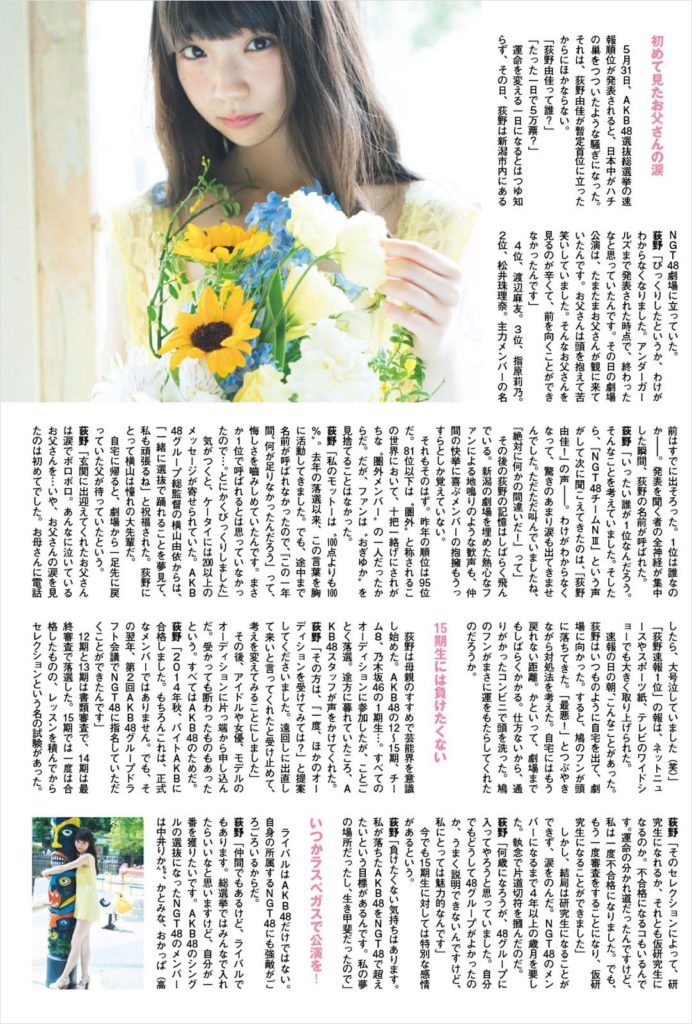 初めて見たお父さんの涙
　5月31日、AKB48選抜総選挙の速
報順位が発表されると、日本中がハチ
の巣をつついたような騒ぎになった。
それは、荻野由佳が暫定首位に立った
からにほかならない。
「荻野由佳って誰?」
「たった一日で5万票?」
　運命を変える一日になるとはつゆ知
らず、その日、荻野は新潟市内にある
NGT48劇場に立っていた。
荻野「びっくりしたというか、わけが
わからなくなりました。アンダーガー
ルズまで発表された時点で、終わった
なと思っていたんです。その日の劇場
公演は、たまたまお父さんが観に来て
いたんです。お父さんは頭を抱えて苦
笑いしていました。そんなお父さんを
見るのが辛くて、前を向くことができ
なかったんです」
　4位、渡辺麻友。3位、指原莉乃。
2位、松井珠理奈。主力メンバーの名
前はすでに出そろった。1位は誰なの
か――。発表を聞く者の全神経が集中
した瞬間、荻野の名前が呼ばれた。
荻野「いったい誰が1位なんだろう。
そんなことを考えていました。そした
ら、『NGT48チームNⅢ』という声
がして次に聞こえてきたのは、『荻野
由佳!』の声――。わけがわからなく
なって、驚きのあまり涙も出てきませ
んでした。ただただ叫んでいましたね、
『絶対に何かの間違いだー!』って」
　その後の荻野の記憶はしばらく飛ん
でいる。新潟の劇場を埋めた熱心なフ
ァンによる地鳴りのような歓声も、仲
間の快挙に喜ぶメンバーの抱擁もうっ
すらとしか覚えていない。
　それもそのはず。昨年の順位は95位
だ。81位以下は〝圏外〟と称されるこ
の世界において、十把一絡げにされが
ちな〝圏外メンバー〟の一人だったか
らだ。だが、ファンは〝おぎゆか〟を
見捨てることはなかった。
荻野「私のモットーは『100点よりも100
%』。去年の落選以来、この言葉を胸
に活動してきました。でも、途中まで
名前が呼ばれなかったので、『この一年
間、何が足りなかったんだろう』って、
悔しさを噛みしめていたんです。まさ
か1位で呼ばれるとは思っていなかっ
たので…、とにかくびっくりしました」
　気がつくと、ケータイには200以上の
メッセージが寄せられていた。AKB
48グループ総監督の横山由依からは、
「一緒に選抜で踊れることを夢見て、
私も頑張るね」と祝福された。荻野に
とって横山は憧れの大先輩だ。
　自宅に帰ると、劇場から一足先に戻
っていた父が待っていたという。
荻野「玄関に出迎えてくれたお父さん
は涙でボロボロ。あんなに泣いている
お父さんを…いや、お父さんの涙を見
たのは初めてでした。お母さんに電話
したら、大号泣していました(笑)」
「荻野速報1位」の報は、ネットニュ
ースやスポーツ紙、テレビのワイドシ
ョーでも大きく取り上げられた。
　速報の日の朝、こんなことがあった。
荻野はいつものように自宅を出て、劇
場に向かった。すると、鳩のフンが頭
に落ちてきた。「最悪!」とつぶやき
ながら対処法を考えた。自宅にはもう
戻れない距離。かといって、劇場まで
もしばらくかかる。仕方ないから、通
りがかったコンビニで頭を洗った。鳩
のフンがまさに運をもたらしてくれた
のだろうか。
15期生には負けたくない
　荻野は母親のすすめで芸能界を意識
し始めた。AKB48の12〜15期、チー
ム8、乃木坂46の1期生…。すべての
オーディションに参加したが、ことご
とく落選。途方に暮れていたころ、A
KB48スタッフが声をかけてくれた。
荻野「その方は、『一度、ほかのオー
ディションを受けてみては?』と提案
してくださいました。遠回しに出直し
て来いと言ってくれたと受け止めて、
考えを変えてみることにしました」
　その後、アイドルや女優、モデルの
オーディションに片っ端から申し込ん
だ。受かっても断わったものもあった
という。すべてはAKB48のためだ。
荻野「2014年秋、バイトAKBに
合格しました。もちろんこれは、正式
なメンバーではありません。でも、そ
の翌年、第2回AKB48グループドラ
フト会議でNGT48に指名していただ
くことができたんです」
　12期と13期は書類審査で、14期は最
終審査で落選した。15期では一度は合
格したものの、レッスンを積んでから
セレクションという名の試験があった。
荻野「そのセレクションによって、研
究生になれるか、それとも仮研究生に
なるのか。不合格になるこもいるんで
す。運命の分かれ道だったんですけど、
私は一度不合格になりました。でも、
もう一度審査をすることになり、仮研
究生になることができました」
　しかし、結局は研究生になることが
できず、涙をのんだ。NGT48のメン
バーになるまで4年以上の歳月を要し
た。執念で片道切符を掴んだのだ。
荻野「何歳になろうが、48グループに
入ってやろうって思っていました。自分
でもどうして48グループがよかったの
か、うまく説明できないんですけど、
私にとっては魅力的なんです」
　今でも15期生に対しては特別な感情
があるという。
荻野「負けたくない気持ちはあります。
私が落ちたAKB48をNGT48で超え
たいという目標があるんです。私の夢
の場所だったし、生き甲斐だったので」
いつかラスベガスで公演を!
　ライバルはAKB48だけではない。
自身の所属するNGT48にも強敵がご
ろごろいるからだ。
荻野「仲間でもあるけど、ライバルで
もあります。総選挙ではみんなで入れ
たらいいなと思いますけど、自分が一
番を獲りたいです。AKB48のシング
ルの選抜になったNGT48のメンバー
は中井りか、かとみな、おかっぱ(高